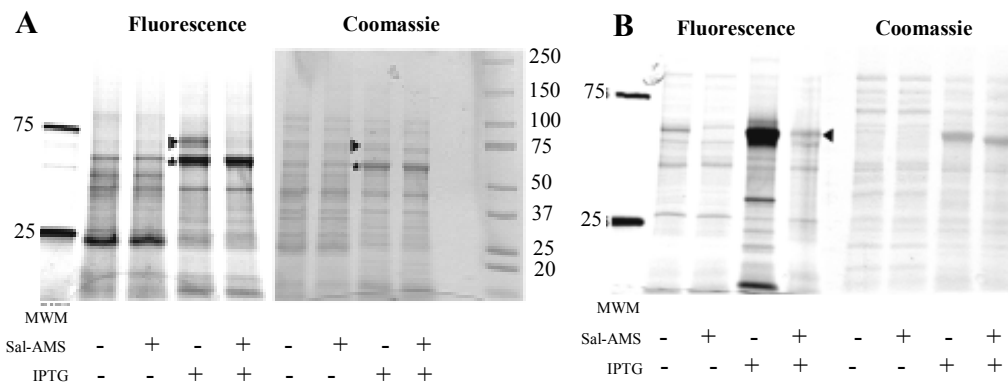 A Fluorescence Coomassie
75
25
250
150
100
75
50
37
25
20
MWM
Sal-AMS - + - + - + - +
IPTG - - + + - - + +
B Fluorescence Coomassie
75
25
MWM
Sal-AMS - + - + - + - +
IPTG - - + + - - + +